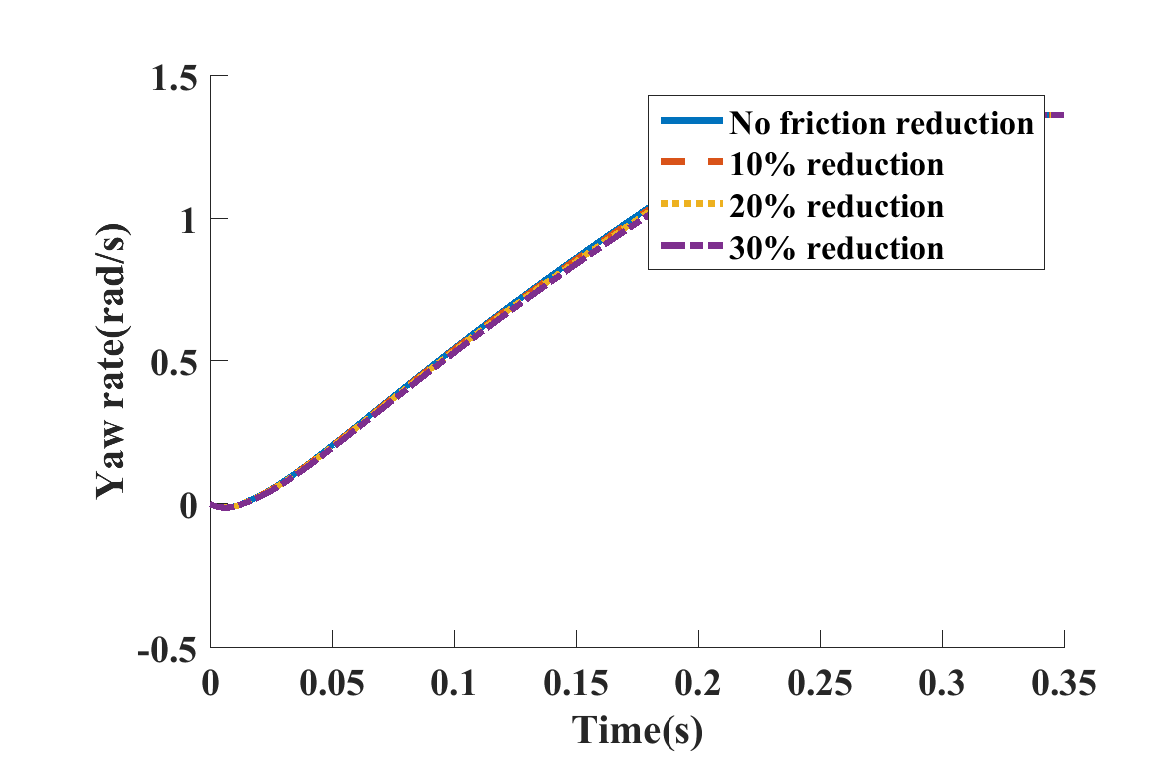 1.5
1
0.5
0
-0.5
Yaw rate(rad/s)
No friction reduction
10% reduction
20% reduction
30% reduction
0 0.05 0.1 0.15 0.2 0.25 0.3 0.35
Time(s)